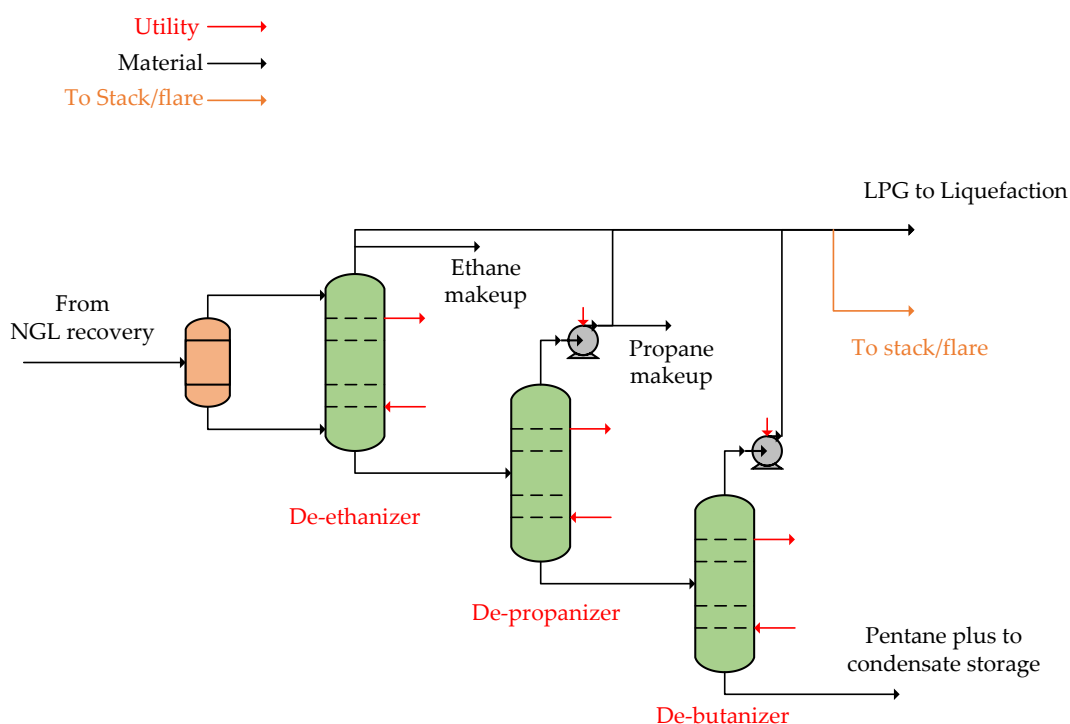 Utility
Material
To Stack/flare
LPG to Liquefaction
From
NGL recovery
Ethane
makeup
Propane
makeup
To stack/flare
De-ethanizer
De-propanizer
Pentane plus to
condensate storage
De-butanizer